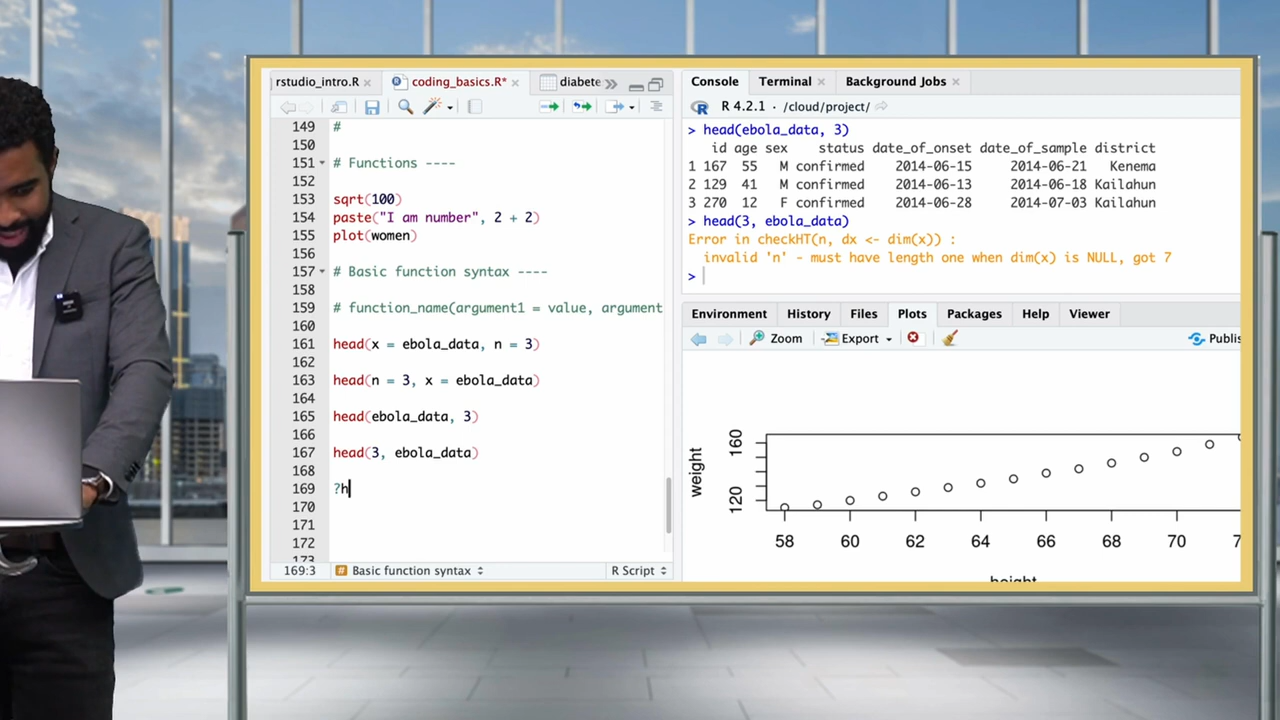 rstudio_intro.R
coding_basics.R*
diabete
149 #
150
151 # Functions ----
152
153 sqrt(100)
154 paste("I am number", 2 + 2)
155 plot(women)
156
157 # Basic function syntax ----
158
159 # function_name(argument1 = value, argument
160
161 head(x = ebola_data, n = 3)
162
163 head(n = 3, x = ebola_data)
164
165 head(ebola_data, 3)
166
167 head(3, ebola_data)
168
169 ?h
170
171
172
173
169:3 # Basic function syntax R Script
Console Terminal Background Jobs
R R 4.2.1 · /cloud/project/
> head(ebola_data, 3)
id age sex status date_of_onset date_of_sample district
1 167 55 M confirmed 2014-06-15 2014-06-21 Kenema
2 129 41 M confirmed 2014-06-13 2014-06-18 Kailahun
3 270 12 F confirmed 2014-06-28 2014-07-03 Kailahun
> head(3, ebola_data)
Error in checkHT(n, dx <- dim(x)) :
invalid 'n' - must have length one when dim(x) is NULL, got 7
>
Environment History Files Plots Packages Help Viewer
Zoom Export Publis
weight
160
120
58 60 62 64 66 68 70 7
height